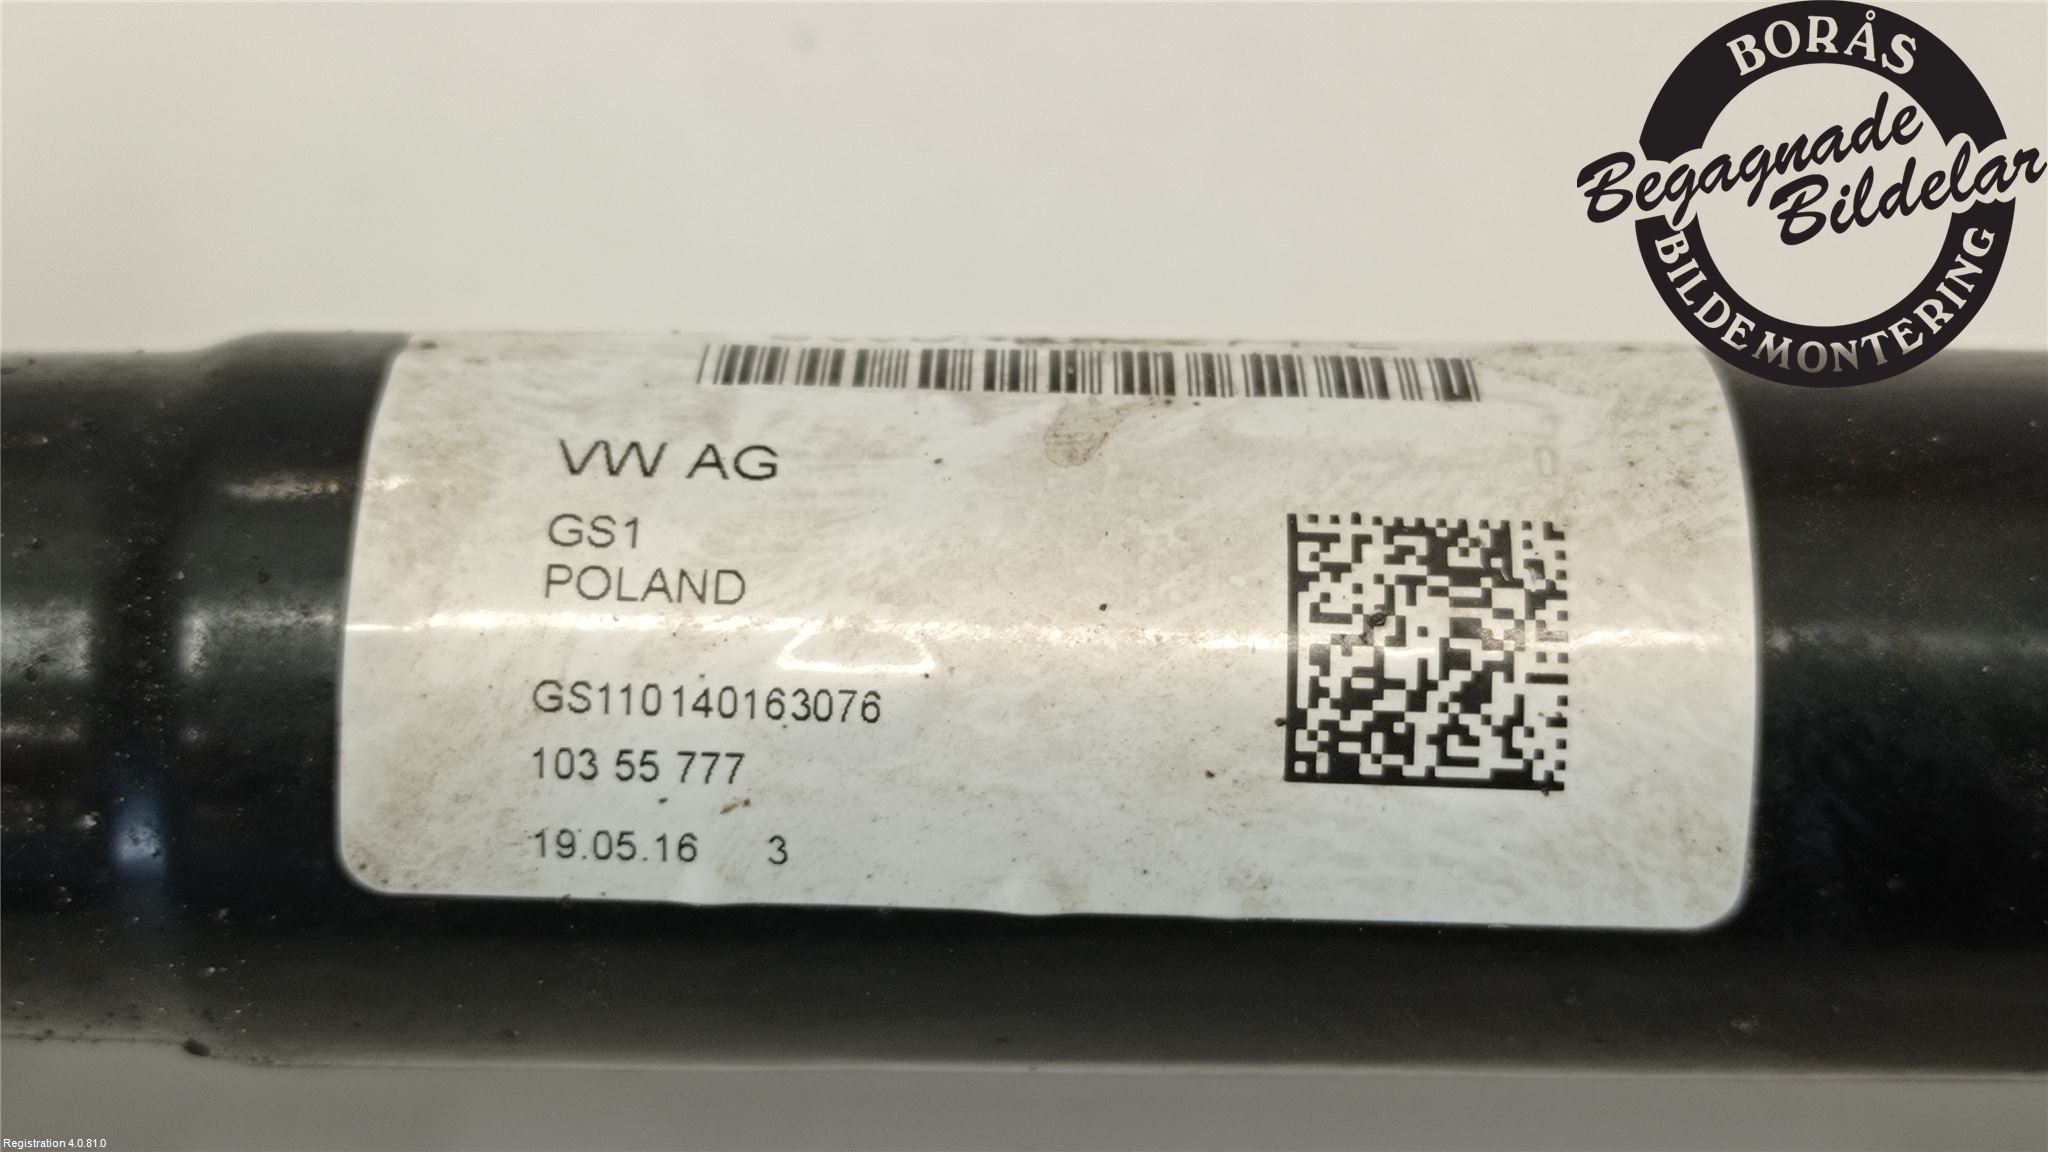 BORÅS
Begagnade
Bildelar
BILDEMONTERING
VW AG
GS1
POLAND
GS110140163076
103 55 777
19.05.16 3
Registration 4.0.81.0